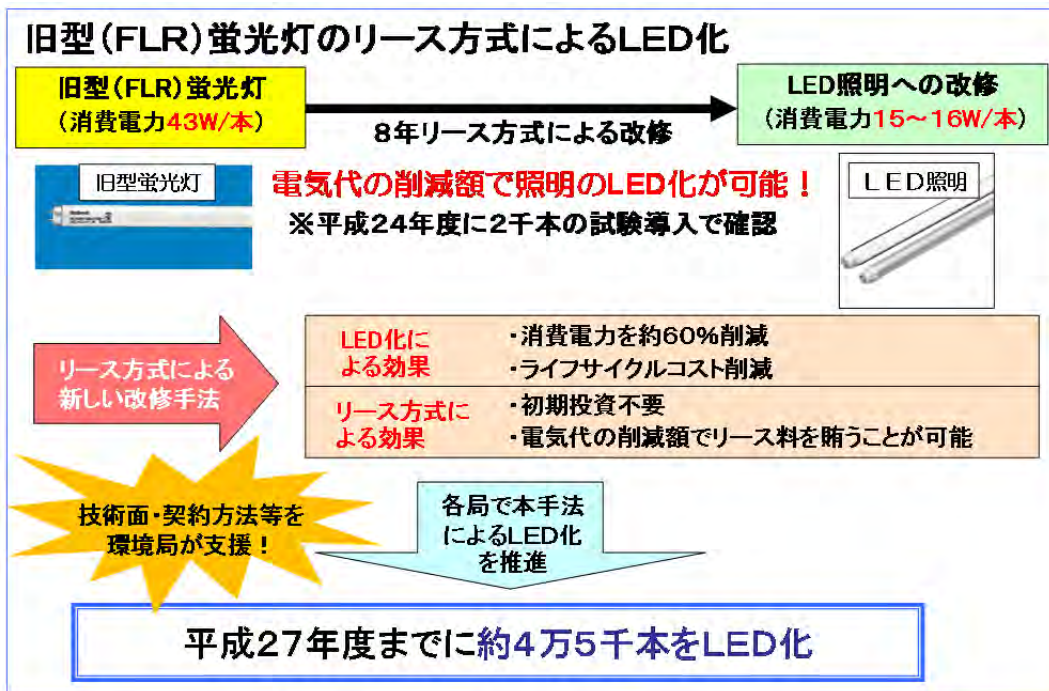 旧型(FLR)蛍光灯のリース方式によるLED化
旧型(FLR)蛍光灯
(消費電力43W/本)
8年リース方式による改修
LED照明への改修
(消費電力15～16W/本)
旧型蛍光灯
電気代の削減額で照明のLED化が可能！
※平成24年度に2千本の試験導入で確認
LED照明
リース方式による
新しい改修手法
LED化に
よる効果
・消費電力を約60%削減
・ライフサイクルコスト削減
リース方式に
よる効果
・初期投資不要
・電気代の削減額でリース料を賄うことが可能
技術面・契約方法等を
環境局が支援！
各局で本手法
によるLED化
を推進
平成27年度までに約4万5千本をLED化